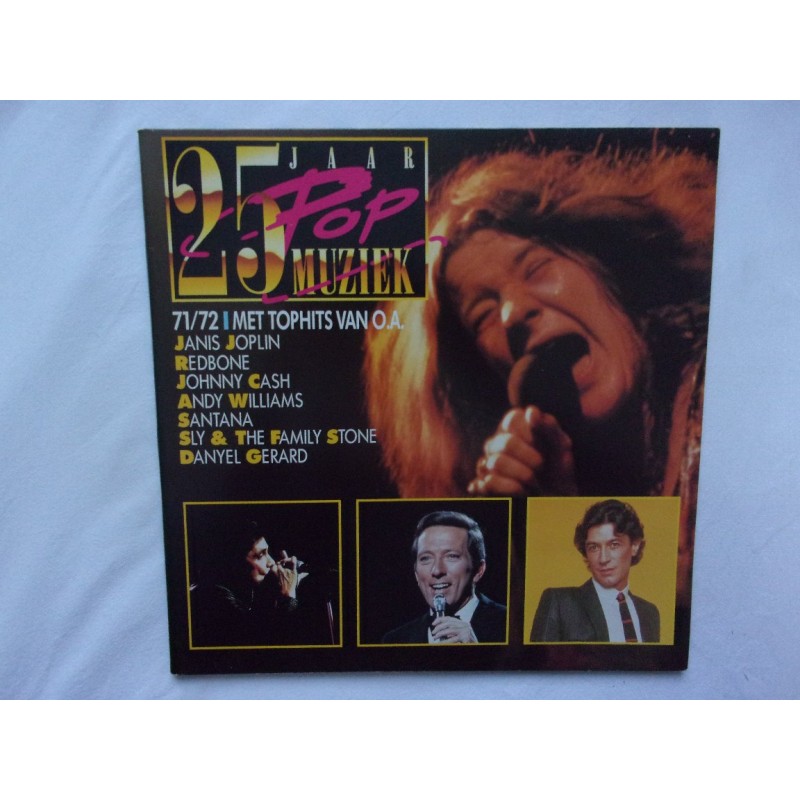 25 JAAR
Pop
MUZIEK
71/72 | MET TOPHITS VAN O.A.
JANIS JOPLIN
REDBONE
JOHNNY CASH
ANDY WILLIAMS
SANTANA
SLY & THE FAMILY STONE
DANYEL GERARD